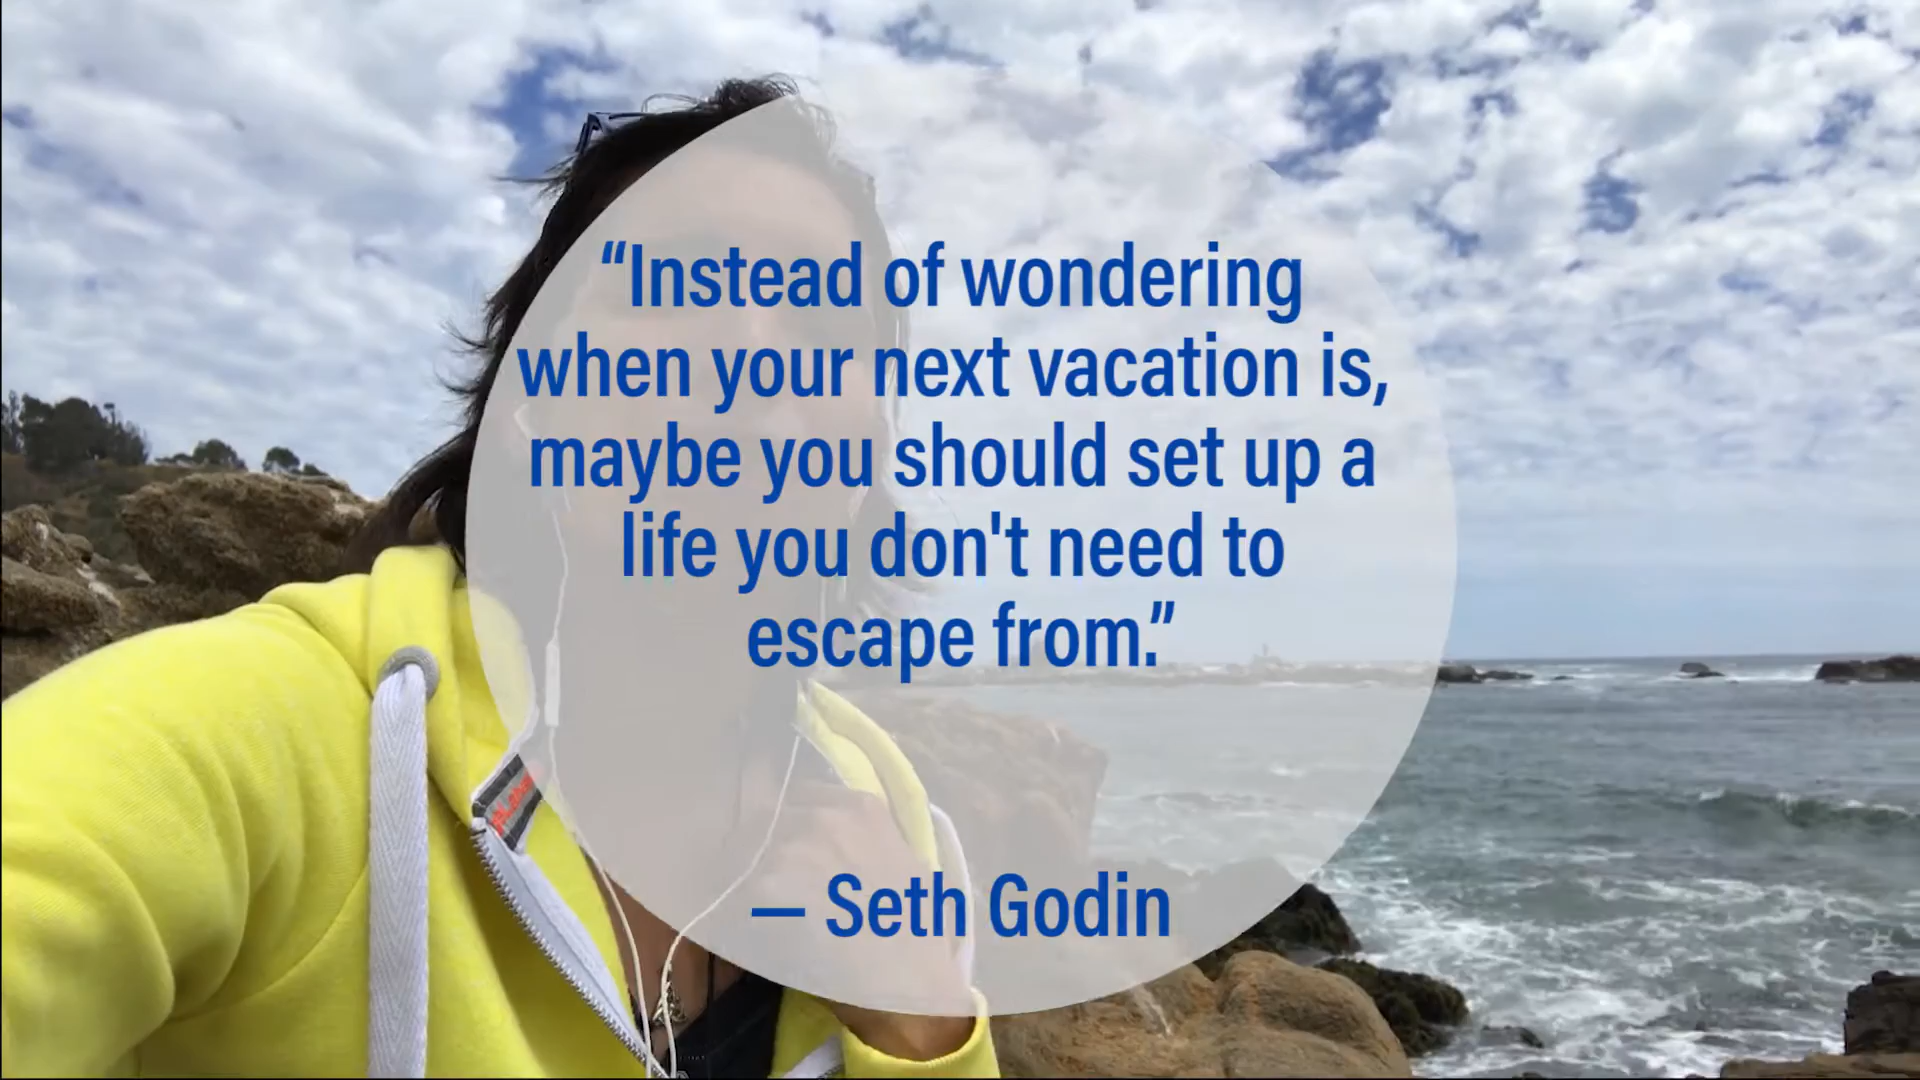 “Instead of wondering
when your next vacation is,
maybe you should set up a
life you don't need to
escape from.”
— Seth Godin